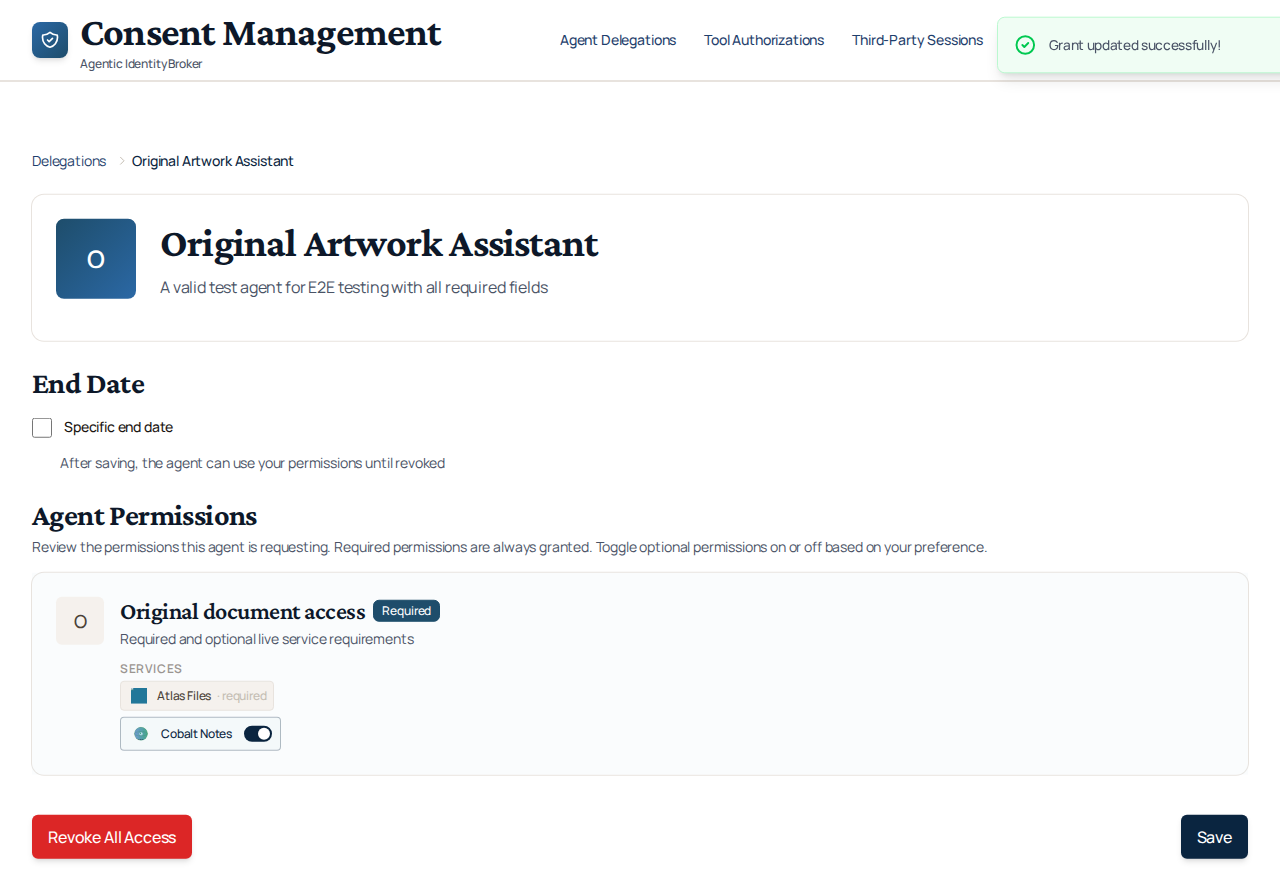 Consent Management
Agentic Identity Broker
Agent Delegations
Tool Authorizations
Third-Party Sessions
Grant updated successfully!
Delegations
Original Artwork Assistant
O
Original Artwork Assistant
A valid test agent for E2E testing with all required fields
End Date
Specific end date
After saving, the agent can use your permissions until revoked
Agent Permissions
Review the permissions this agent is requesting. Required permissions are always granted. Toggle optional permissions on or off based on your preference.
O
Original document access
Required
Required and optional live service requirements
SERVICES
Atlas Files · required
Cobalt Notes
Revoke All Access
Save